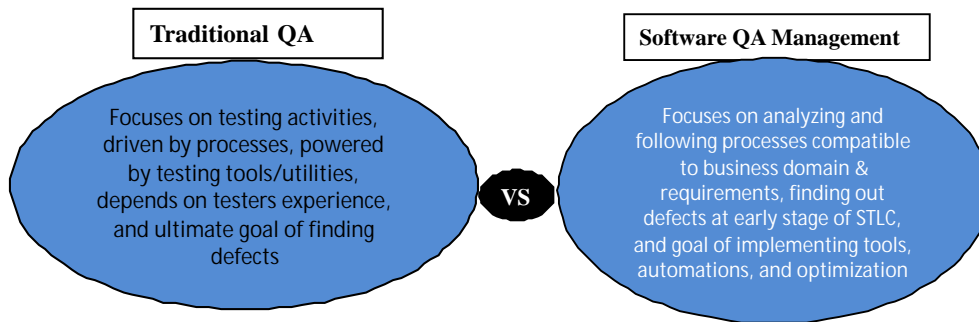 Traditional QA
Software QA Management
Focuses on testing activities,
driven by processes, powered
by testing tools/utilities,
depends on testers experience,
and ultimate goal of finding
defects
VS
Focuses on analyzing and
following processes compatible
to business domain &
requirements, finding out
defects at early stage of STLC,
and goal of implementing tools,
automations, and optimization